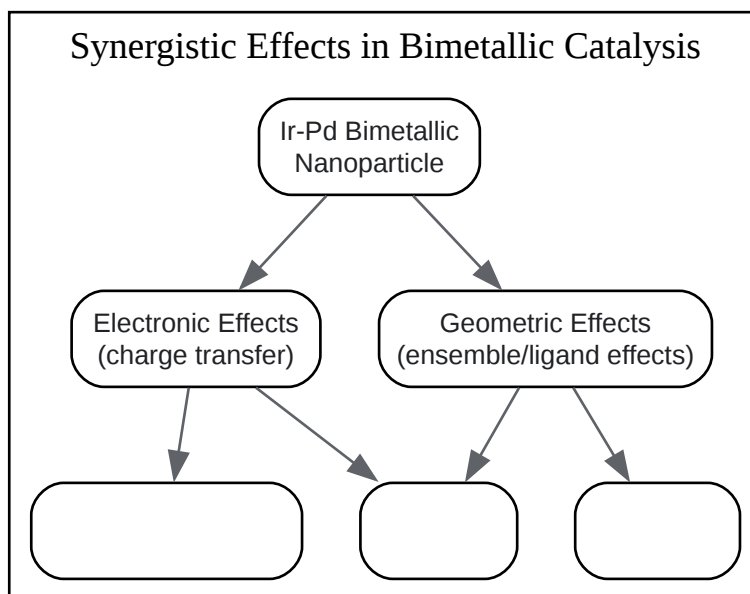 Synergistic Effects in Bimetallic Catalysis
Ir-Pd Bimetallic
Nanoparticle
Electronic Effects
(charge transfer)
Geometric Effects
(ensemble/ligand effects)